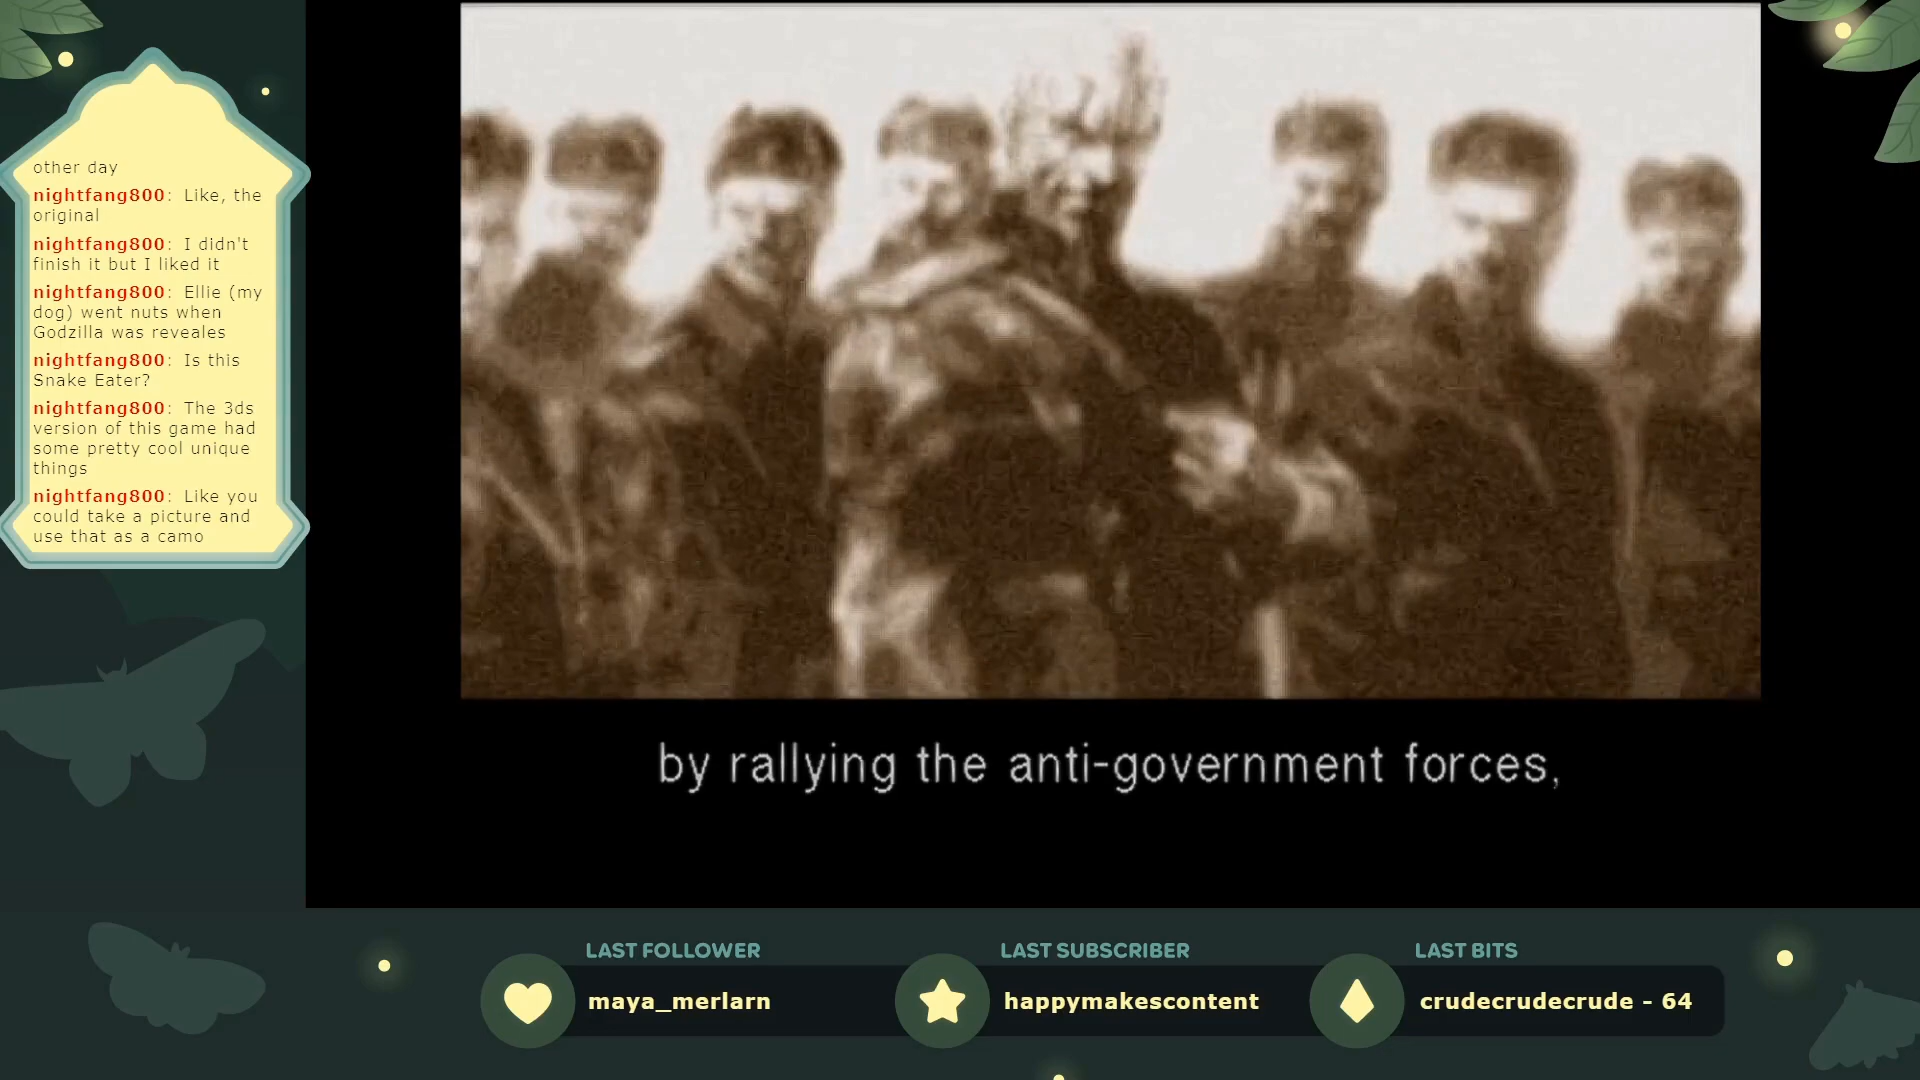 other day
nightfang800: Like, the
original
nightfang800: I didn't
finish it but I liked it
nightfang800: Ellie (my
dog) went nuts when
Godzilla was reveales
nightfang800: Is this
Snake Eater?
nightfang800: The 3ds
version of this game had
some pretty cool unique
things
nightfang800: Like you
could take a picture and
use that as a camo
by rallying the anti-government forces,
LAST FOLLOWER
maya_merlarn
LAST SUBSCRIBER
happymakescontent
LAST BITS
crudecrudecrude - 64